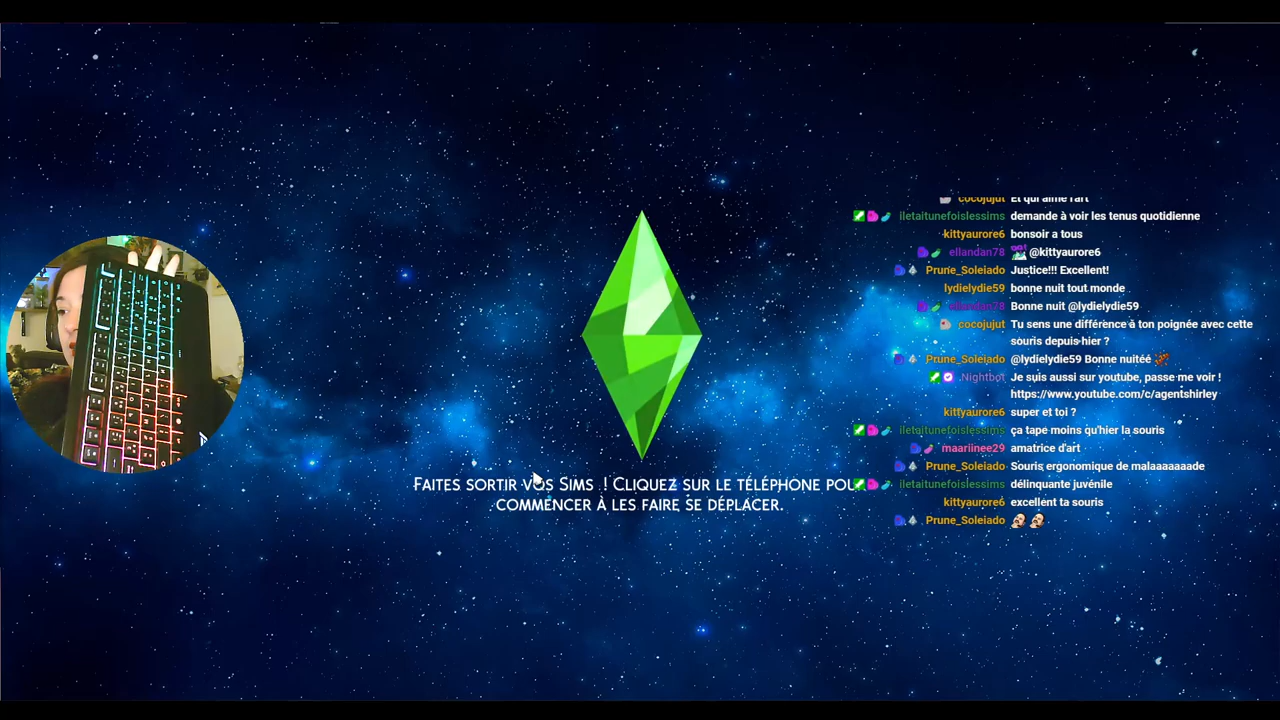 cocojujut Et qui aime l'art
iletaitunefoislessims demande à voir les tenus quotidienne
kittyaurore6 bonsoir a tous
ellandan78 @kittyaurore6
Prune_Soleiado Justice!!! Excellent!
lydielydie59 bonne nuit tout monde
ellandan78 Bonne nuit @lydielydie59
cocojujut Tu sens une différence à ton poignée avec cette
souris depuis hier ?
Prune_Soleiado @lydielydie59 Bonne nuitéé
Nightbot Je suis aussi sur youtube, passe me voir !
https://www.youtube.com/c/agentshirley
kittyaurore6 super et toi ?
iletaitunefoislessims ça tape moins qu'hier la souris
maariinee29 amatrice d'art
Prune_Soleiado Souris ergonomique de malaaaaaade
iletaitunefoislessims délinquante juvénile
kittyaurore6 excellent ta souris
Prune_Soleiado
Faites sortir vos Sims ! Cliquez sur le téléphone pou
commencer à les faire se déplacer.